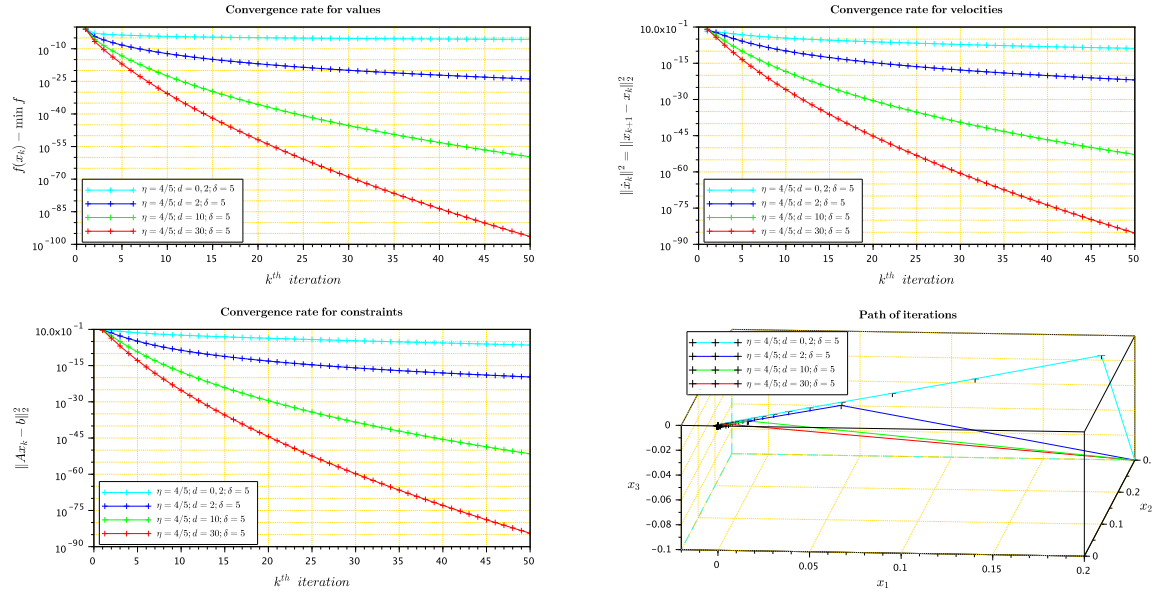 Convergence rate for values
10^-10
10^-25
10^-40
10^-55
10^-70
10^-85
10^-100
f(x_k) − min f
0 5 10 15 20 25 30 35 40 45 50
k^th iteration
η = 4/5; d = 0,2; δ = 5
η = 4/5; d = 2; δ = 5
η = 4/5; d = 10; δ = 5
η = 4/5; d = 30; δ = 5
Convergence rate for velocities
10.0x10^-1
10^-15
10^-30
10^-45
10^-60
10^-75
10^-90
‖ẋ_k‖^2 = ‖x_{k+1} − x_k‖_2^2
0 5 10 15 20 25 30 35 40 45 50
k^th iteration
η = 4/5; d = 0,2; δ = 5
η = 4/5; d = 2; δ = 5
η = 4/5; d = 10; δ = 5
η = 4/5; d = 30; δ = 5
Convergence rate for constraints
10.0x10^-1
10^-15
10^-30
10^-45
10^-60
10^-75
10^-90
‖Ax_k − b‖_2^2
0 5 10 15 20 25 30 35 40 45 50
k^th iteration
η = 4/5; d = 0,2; δ = 5
η = 4/5; d = 2; δ = 5
η = 4/5; d = 10; δ = 5
η = 4/5; d = 30; δ = 5
Path of iterations
η = 4/5; d = 0,2; δ = 5
η = 4/5; d = 2; δ = 5
η = 4/5; d = 10; δ = 5
η = 4/5; d = 30; δ = 5
0
−0.02
−0.04
−0.06
−0.08
−0.1
x_3
0 0.05 0.1 0.15 0.2
x_1
0
0.1
0.2
0.
x_2